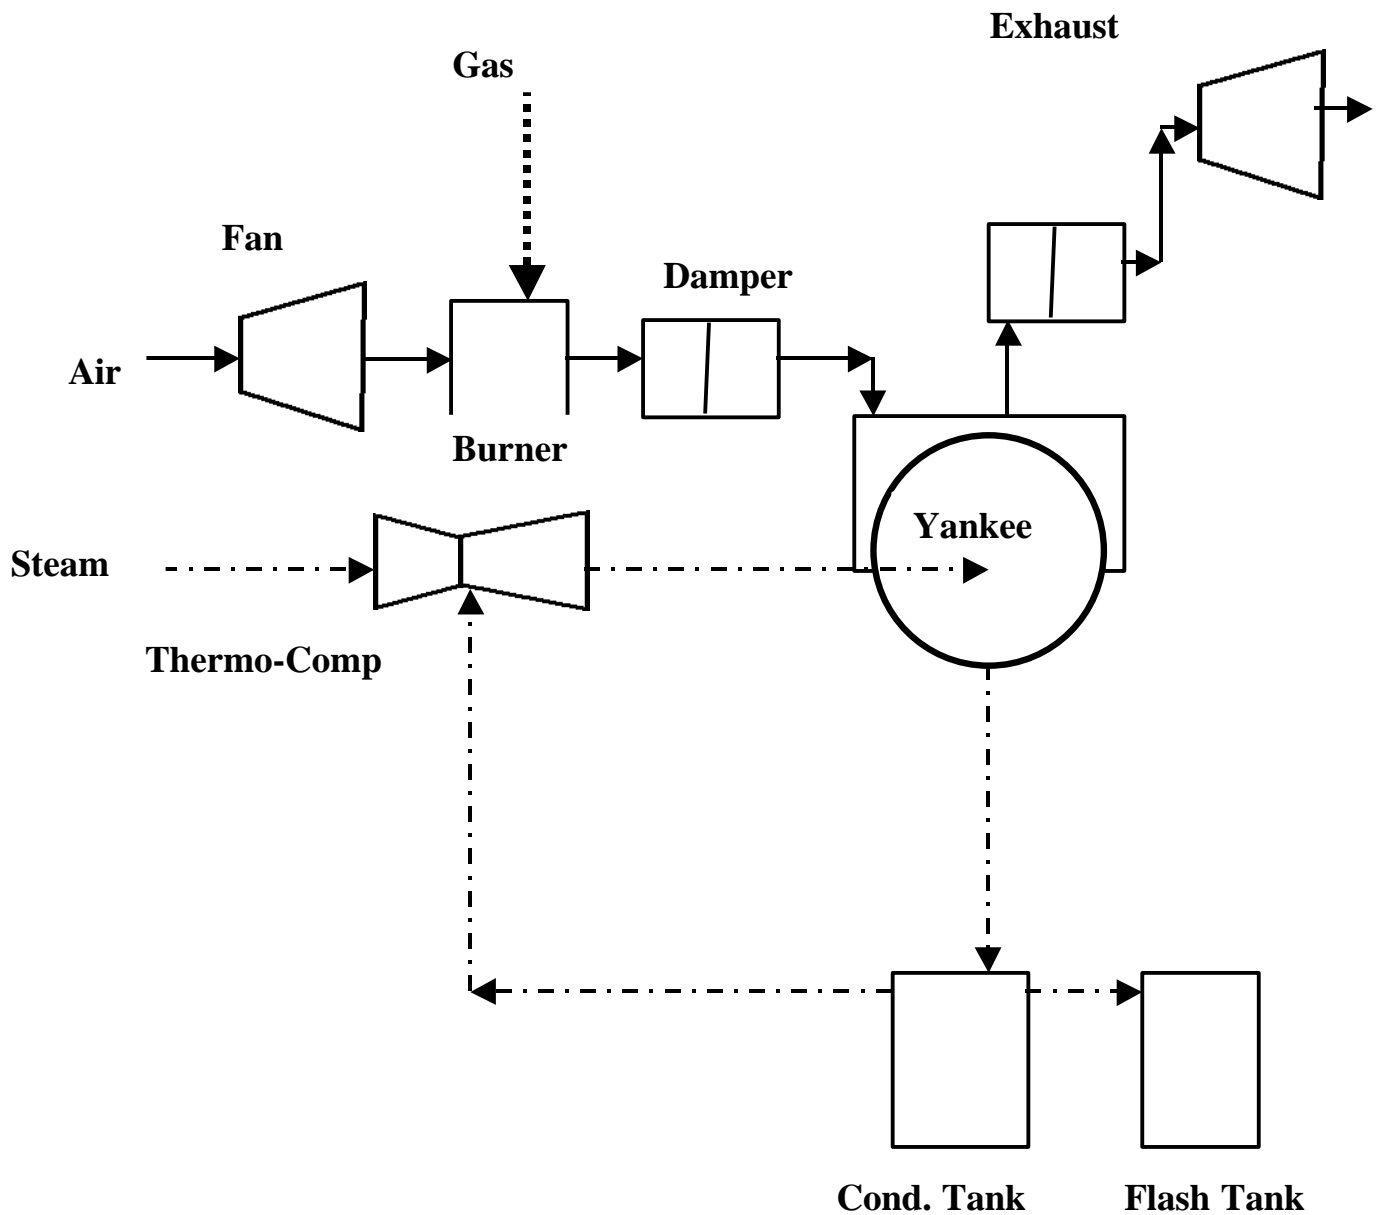 Exhaust
Gas
Fan
Damper
Air
Burner
Yankee
Steam
Thermo-Comp
Cond. Tank
Flash Tank